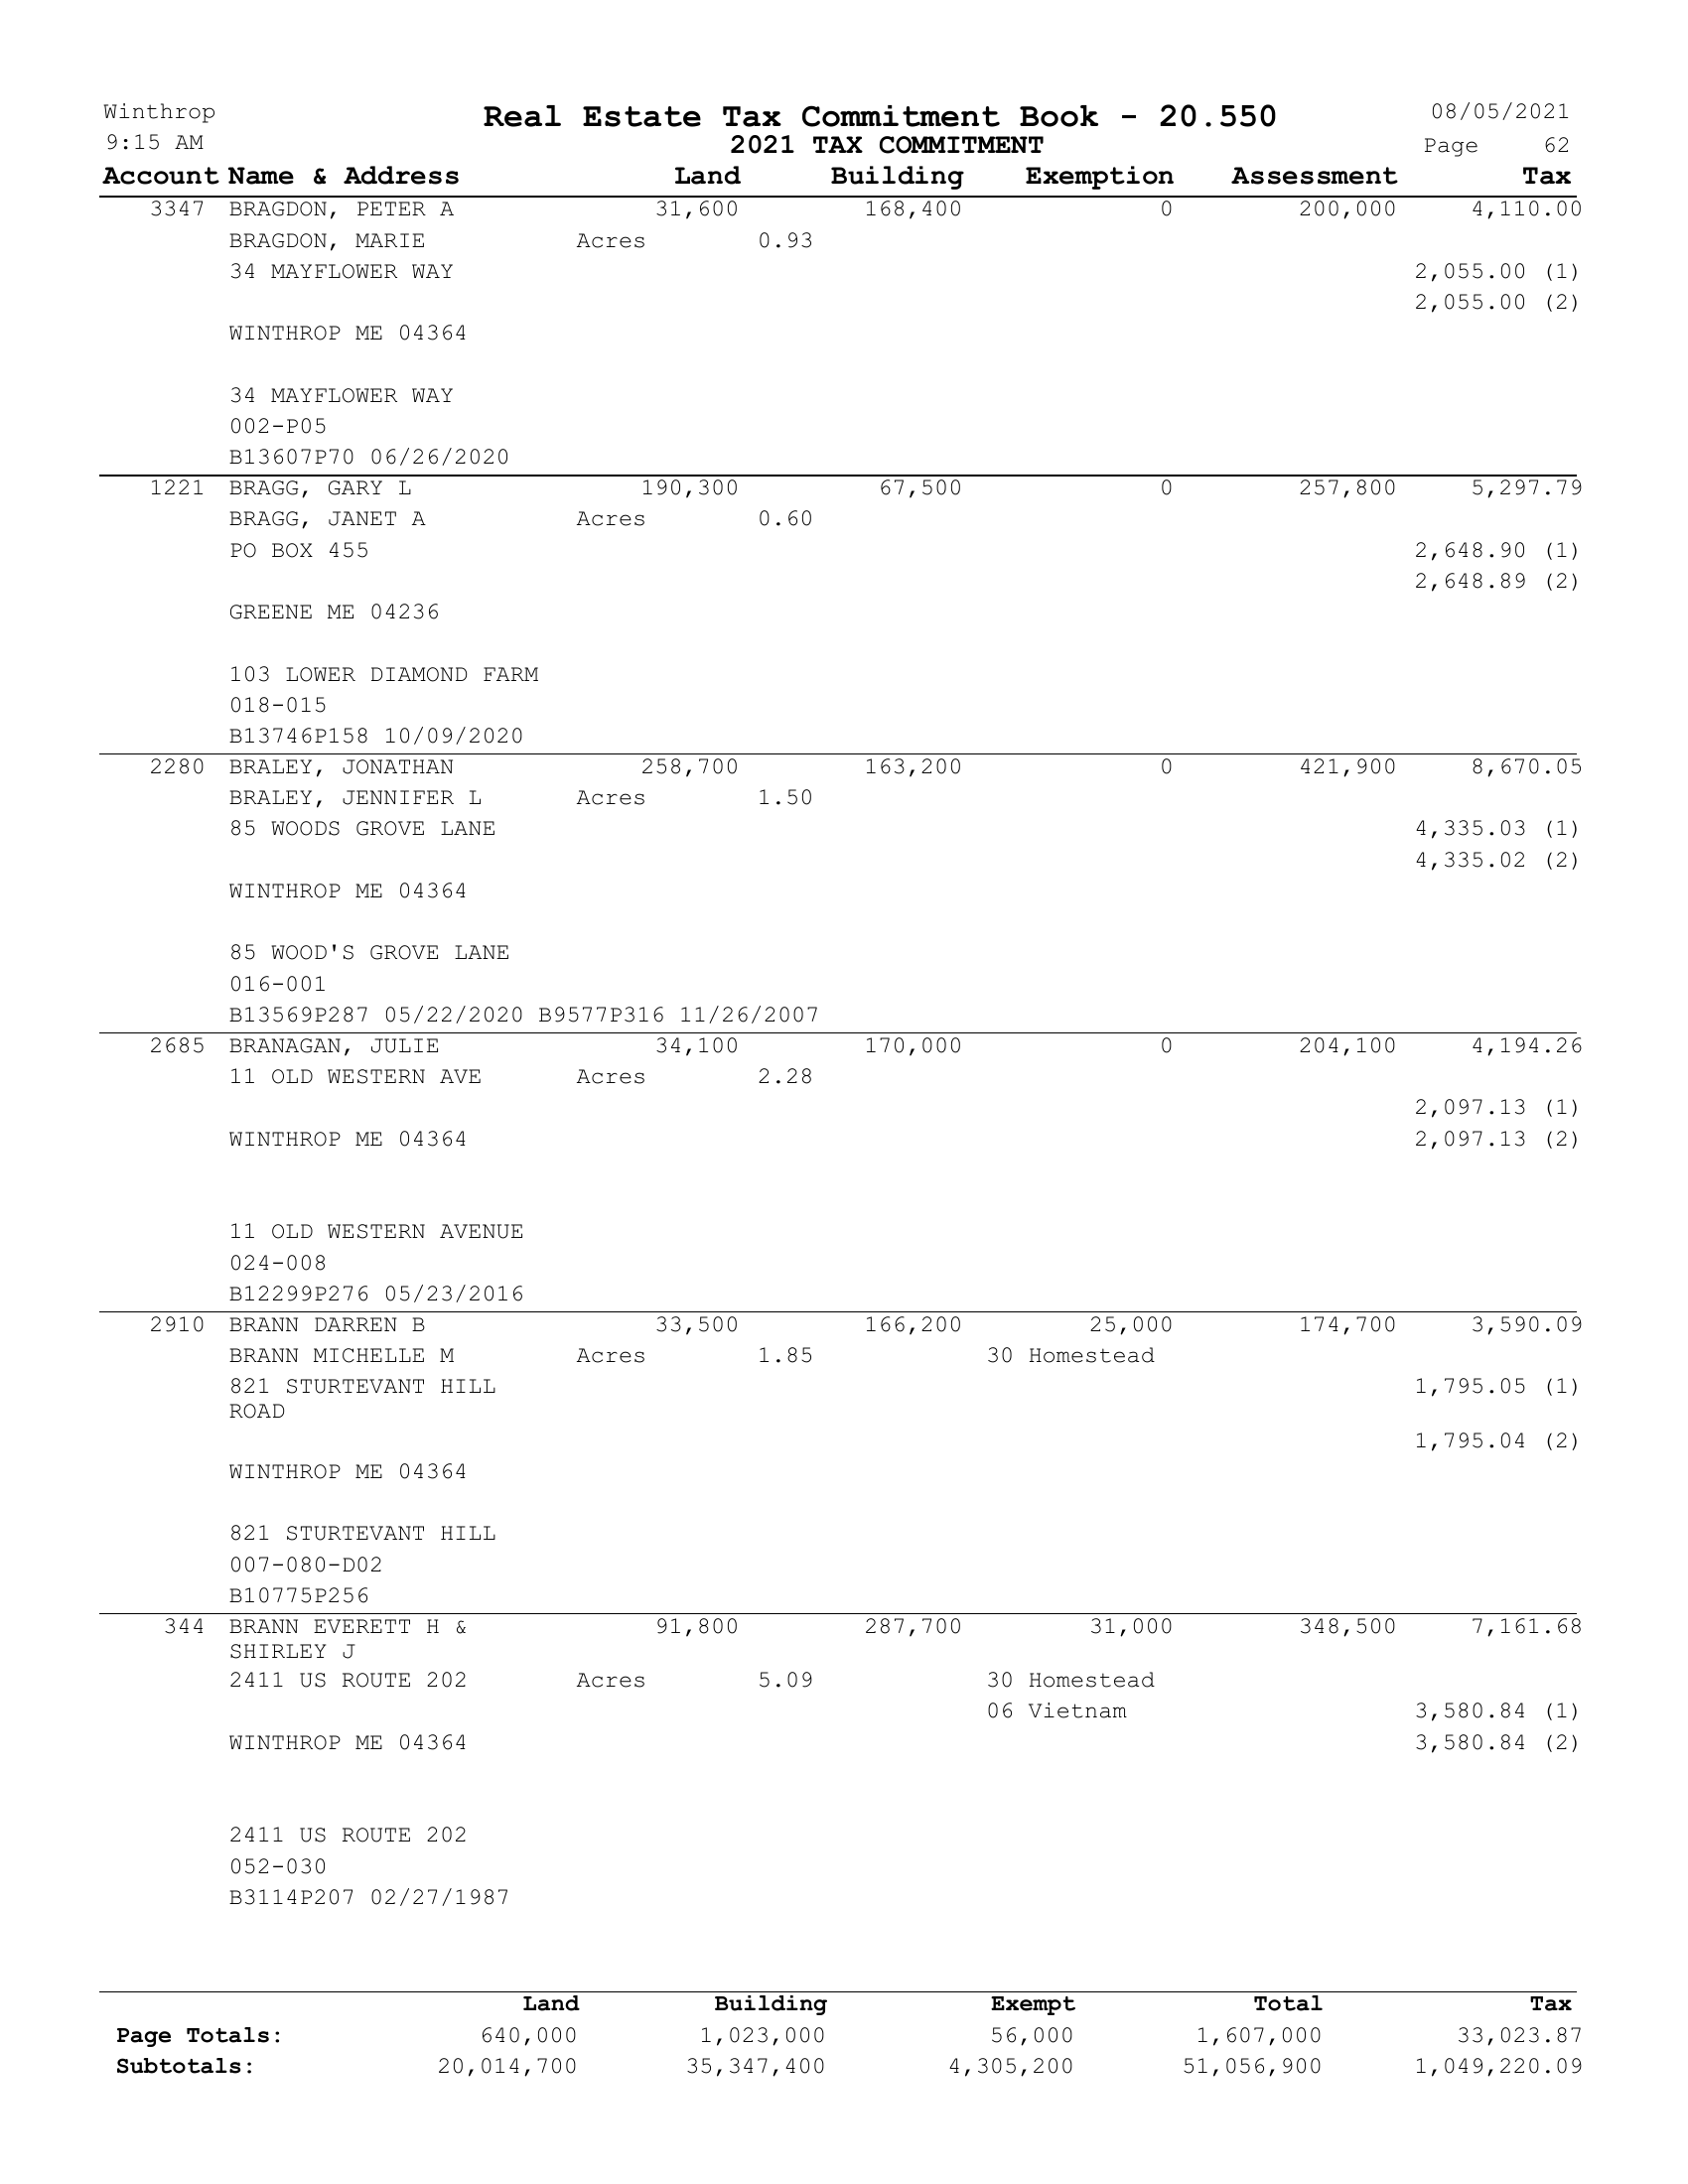 Winthrop Real Estate Tax Commitment Book - 20.550 08/05/2021
9:15 AM 2021 TAX COMMITMENT Page 62
Account Name & Address Land Building Exemption Assessment Tax
3347 BRAGDON, PETER A 31,600 168,400 0 200,000 4,110.00
BRAGDON, MARIE Acres 0.93
34 MAYFLOWER WAY 2,055.00 (1)
2,055.00 (2)
WINTHROP ME 04364
34 MAYFLOWER WAY
002-P05
B13607P70 06/26/2020
1221 BRAGG, GARY L 190,300 67,500 0 257,800 5,297.79
BRAGG, JANET A Acres 0.60
PO BOX 455 2,648.90 (1)
2,648.89 (2)
GREENE ME 04236
103 LOWER DIAMOND FARM
018-015
B13746P158 10/09/2020
2280 BRALEY, JONATHAN 258,700 163,200 0 421,900 8,670.05
BRALEY, JENNIFER L Acres 1.50
85 WOODS GROVE LANE 4,335.03 (1)
4,335.02 (2)
WINTHROP ME 04364
85 WOOD'S GROVE LANE
016-001
B13569P287 05/22/2020 B9577P316 11/26/2007
2685 BRANAGAN, JULIE 34,100 170,000 0 204,100 4,194.26
11 OLD WESTERN AVE Acres 2.28
2,097.13 (1)
WINTHROP ME 04364 2,097.13 (2)
11 OLD WESTERN AVENUE
024-008
B12299P276 05/23/2016
2910 BRANN DARREN B 33,500 166,200 25,000 174,700 3,590.09
BRANN MICHELLE M Acres 1.85 30 Homestead
821 STURTEVANT HILL 1,795.05 (1)
ROAD
1,795.04 (2)
WINTHROP ME 04364
821 STURTEVANT HILL
007-080-D02
B10775P256
344 BRANN EVERETT H & 91,800 287,700 31,000 348,500 7,161.68
SHIRLEY J
2411 US ROUTE 202 Acres 5.09 30 Homestead
06 Vietnam 3,580.84 (1)
WINTHROP ME 04364 3,580.84 (2)
2411 US ROUTE 202
052-030
B3114P207 02/27/1987
Land Building Exempt Total Tax
Page Totals: 640,000 1,023,000 56,000 1,607,000 33,023.87
Subtotals: 20,014,700 35,347,400 4,305,200 51,056,900 1,049,220.09